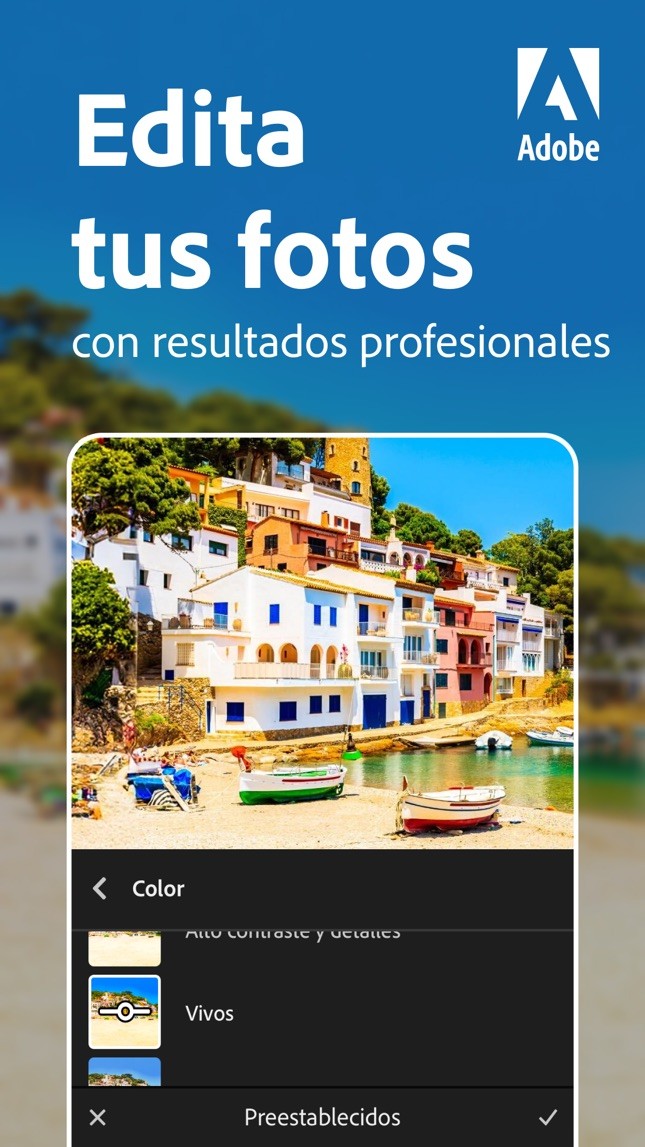 Edita
Adobe
tus fotos
con resultados profesionales
Color
Alto contraste y detalles
Vivos
Preestablecidos